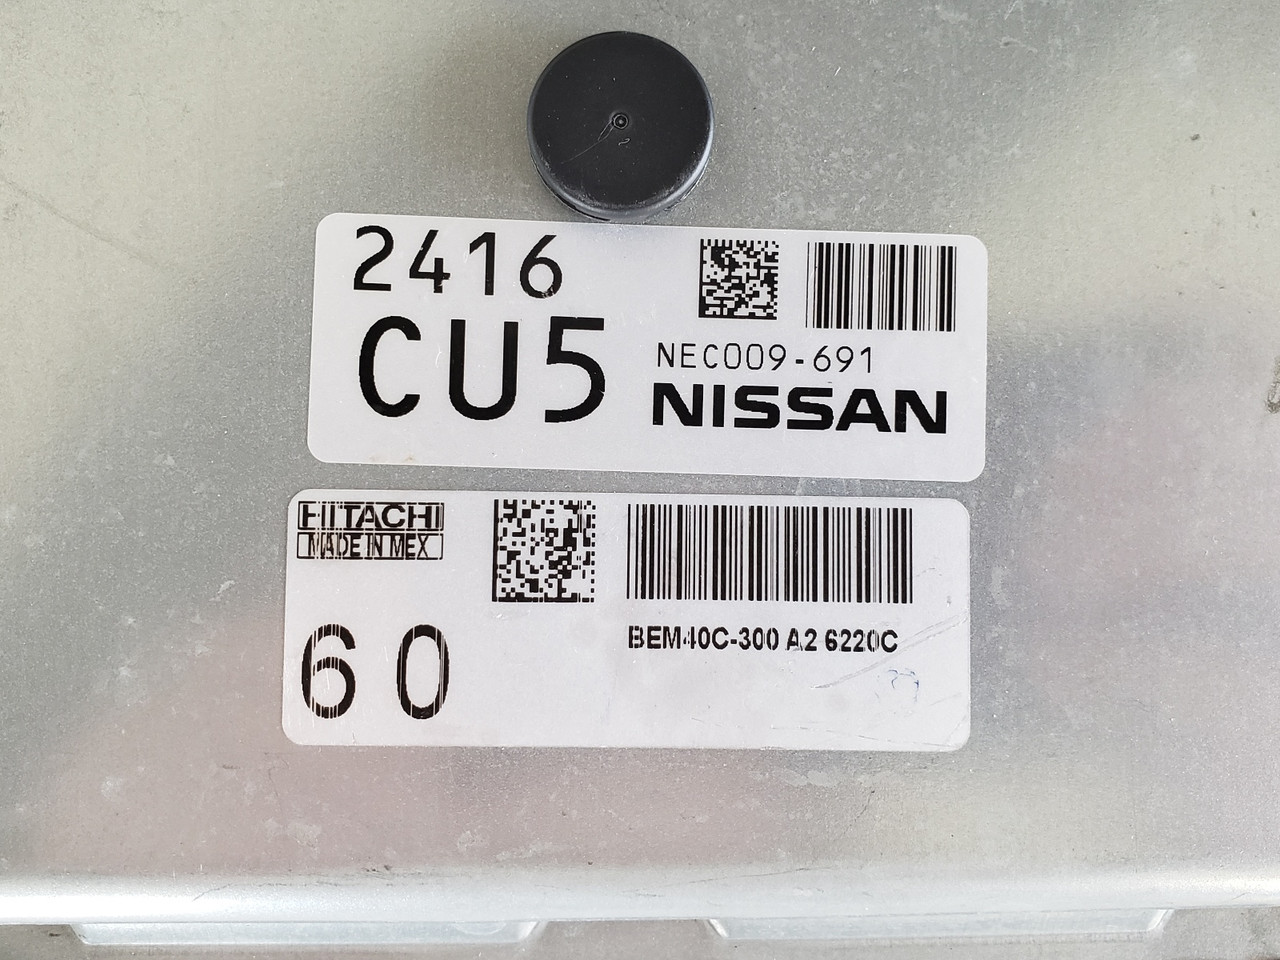 2416
CU5
NEC009-691
NISSAN
HITACHI
MADE IN MEX
60
BEM40C-300 A2 6220C